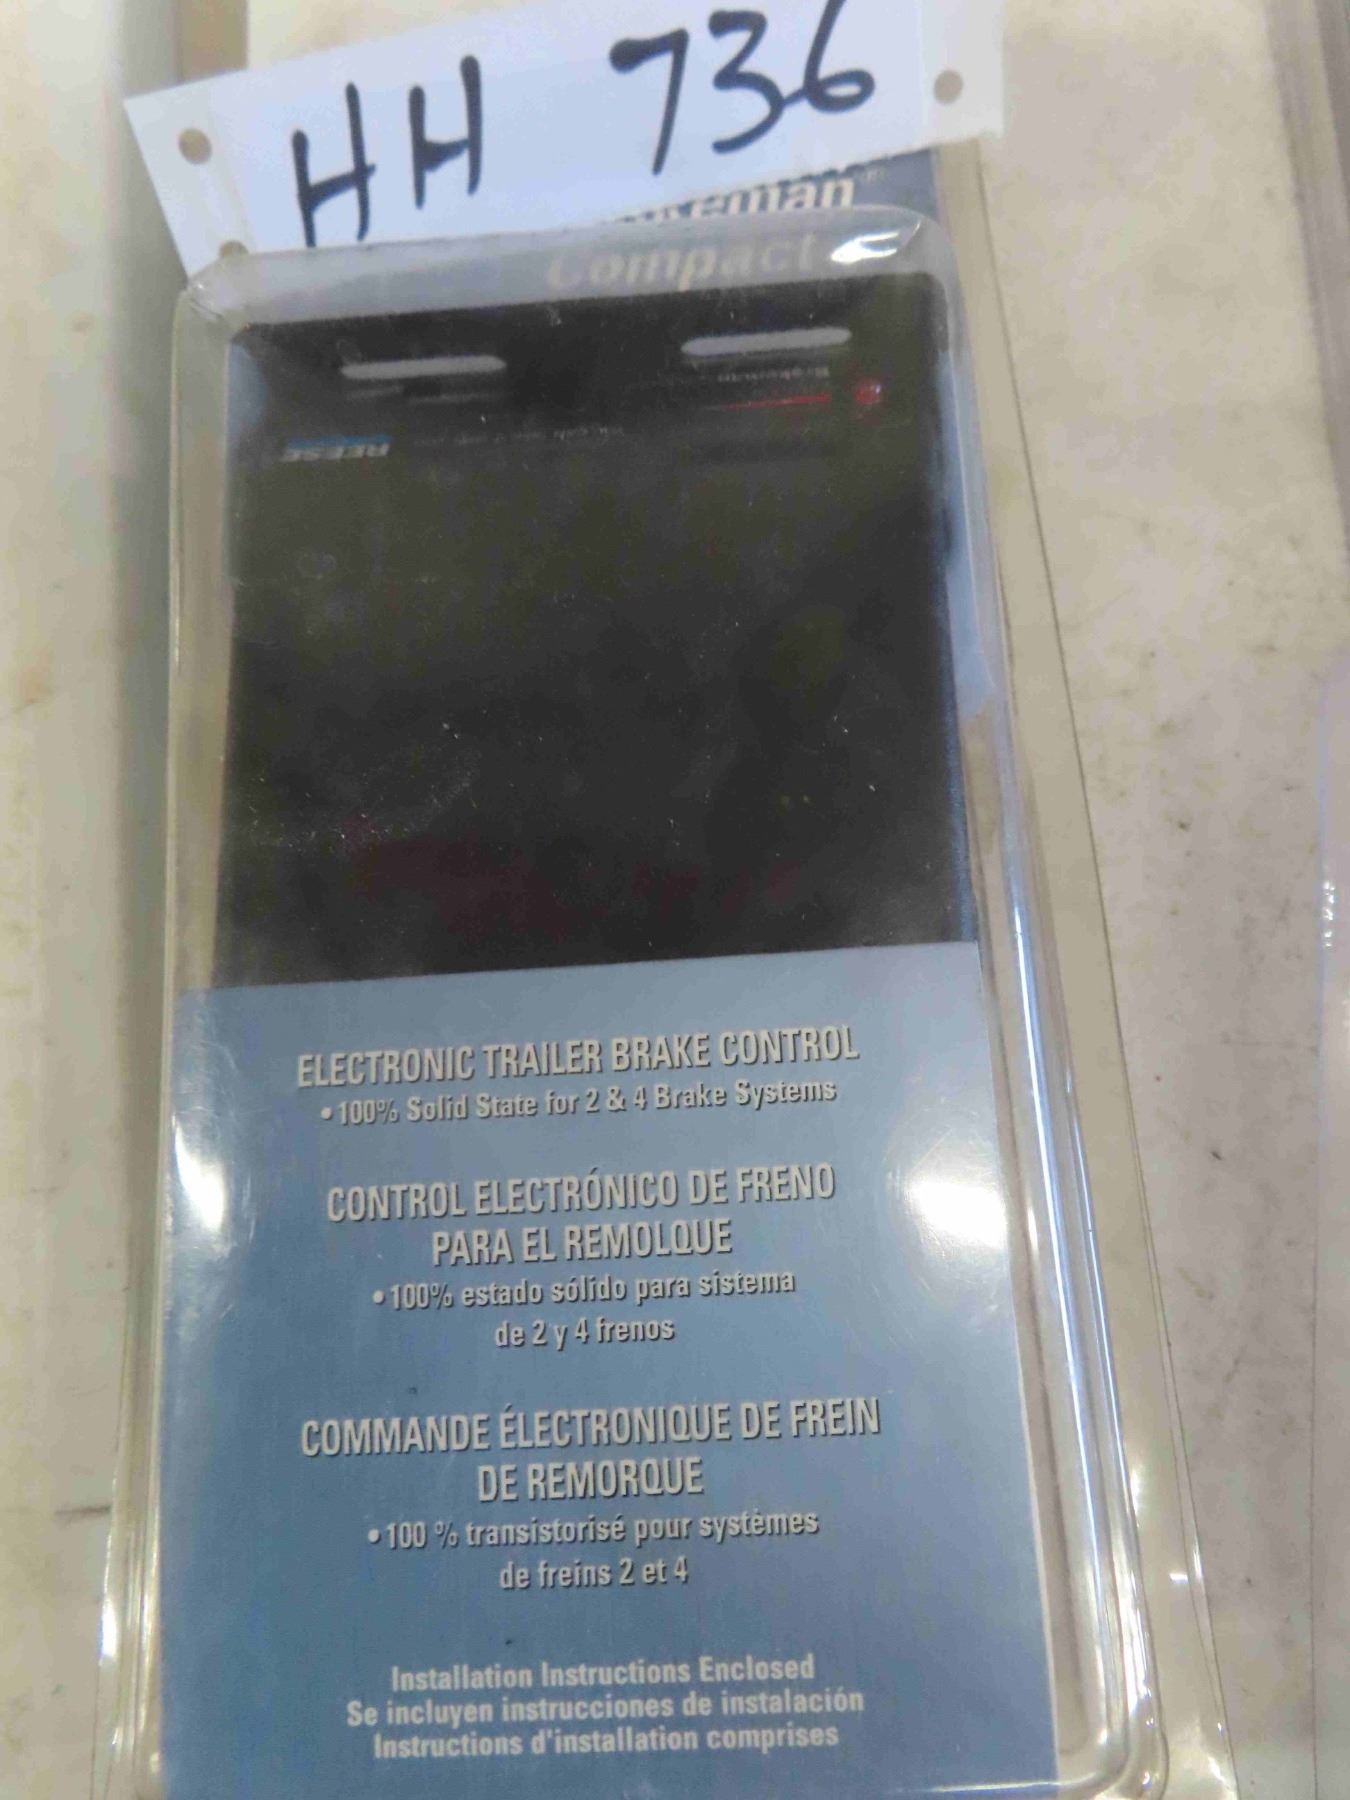 HH 736
Compact
Brakeman
REESE
ELECTRONIC TRAILER BRAKE CONTROL
• 100% Solid State for 2 & 4 Brake Systems
CONTROL ELECTRÓNICO DE FRENO
PARA EL REMOLQUE
• 100% estado sólido para sistema
de 2 y 4 frenos
COMMANDE ÉLECTRONIQUE DE FREIN
DE REMORQUE
• 100 % transistorisé pour systèmes
de freins 2 et 4
Installation Instructions Enclosed
Se incluyen instrucciones de instalación
Instructions d'installation comprises